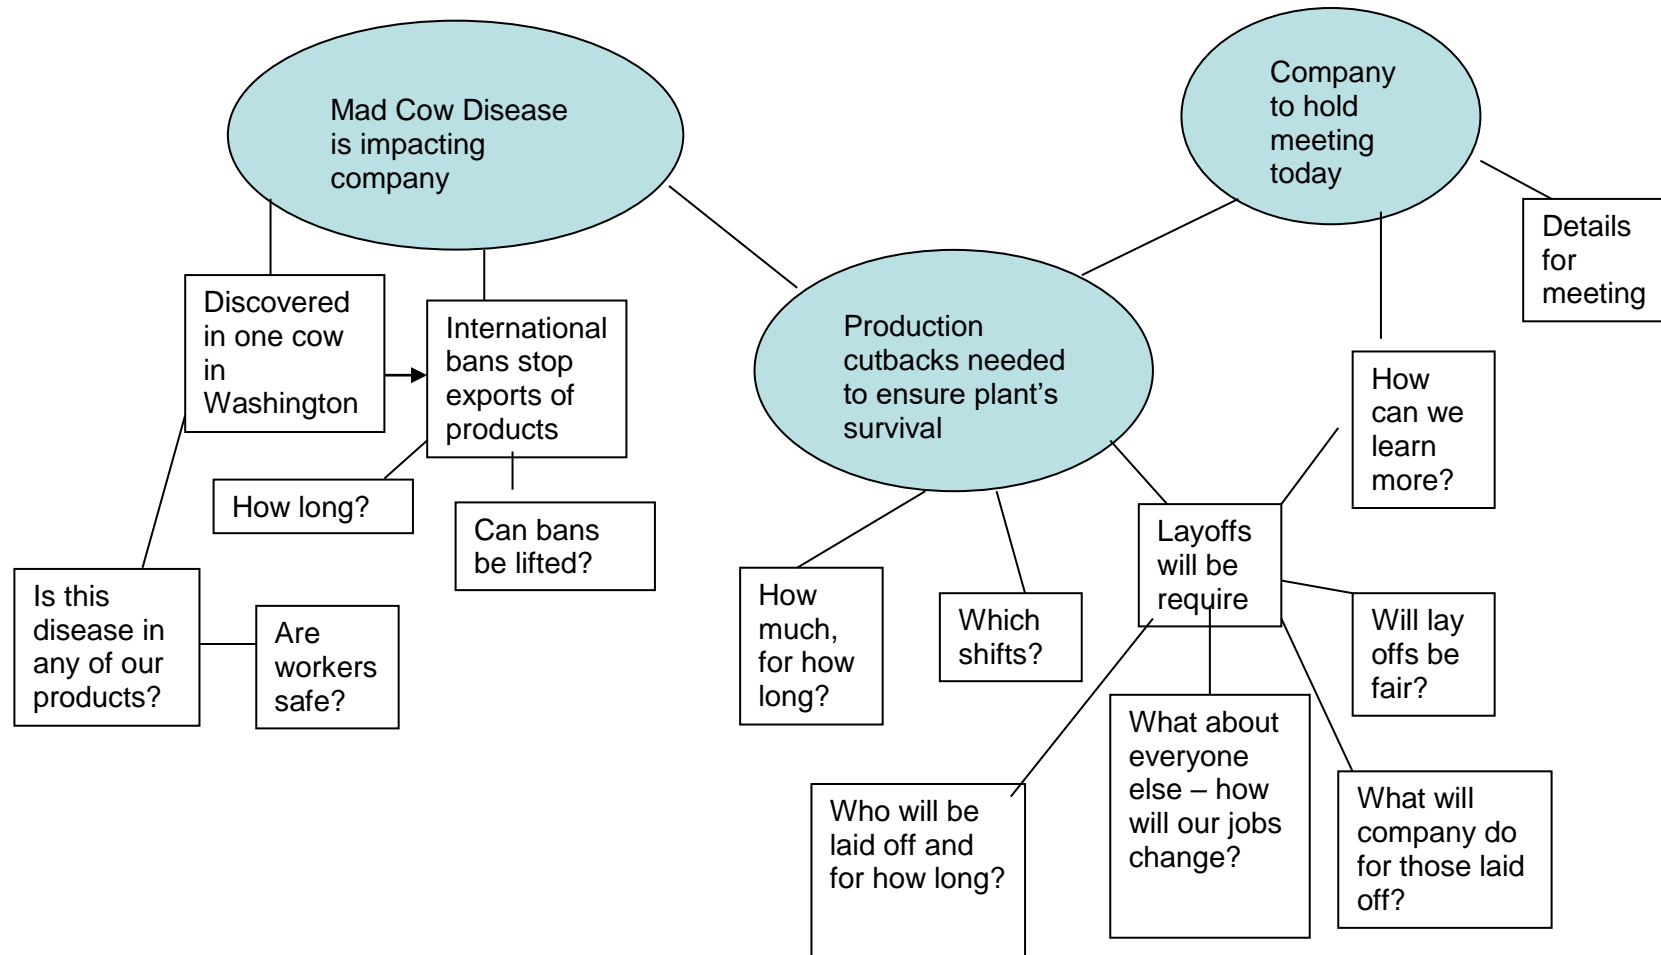 Mad Cow Disease
is impacting
company
Company
to hold
meeting
today
Details
for
meeting
Discovered
in one cow
in
Washington
International
bans stop
exports of
products
Production
cutbacks needed
to ensure plant's
survival
How
can we
learn
more?
How long?
Can bans
be lifted?
Layoffs
will be
require
Is this
disease in
any of our
products?
Are
workers
safe?
How
much,
for how
long?
Which
shifts?
Will lay
offs be
fair?
Who will be
laid off and
for how long?
What about
everyone
else – how
will our jobs
change?
What will
company do
for those laid
off?